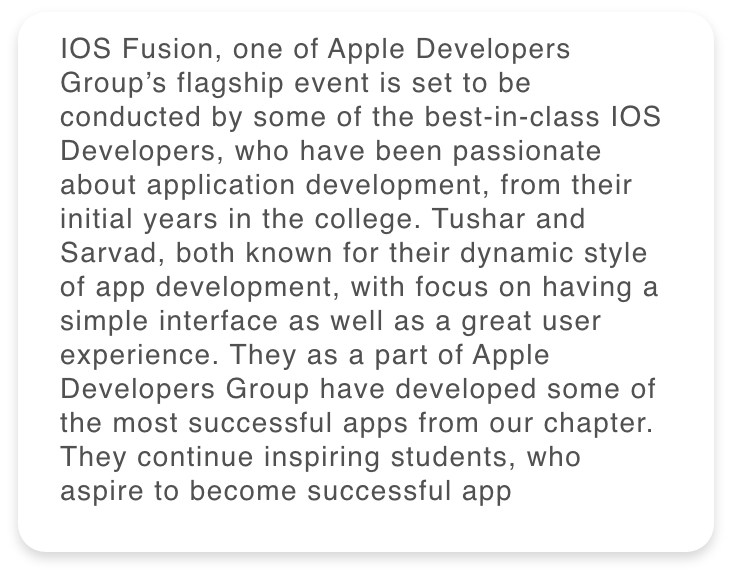 IOS Fusion, one of Apple Developers
Group’s flagship event is set to be
conducted by some of the best-in-class IOS
Developers, who have been passionate
about application development, from their
initial years in the college. Tushar and
Sarvad, both known for their dynamic style
of app development, with focus on having a
simple interface as well as a great user
experience. They as a part of Apple
Developers Group have developed some of
the most successful apps from our chapter.
They continue inspiring students, who
aspire to become successful app